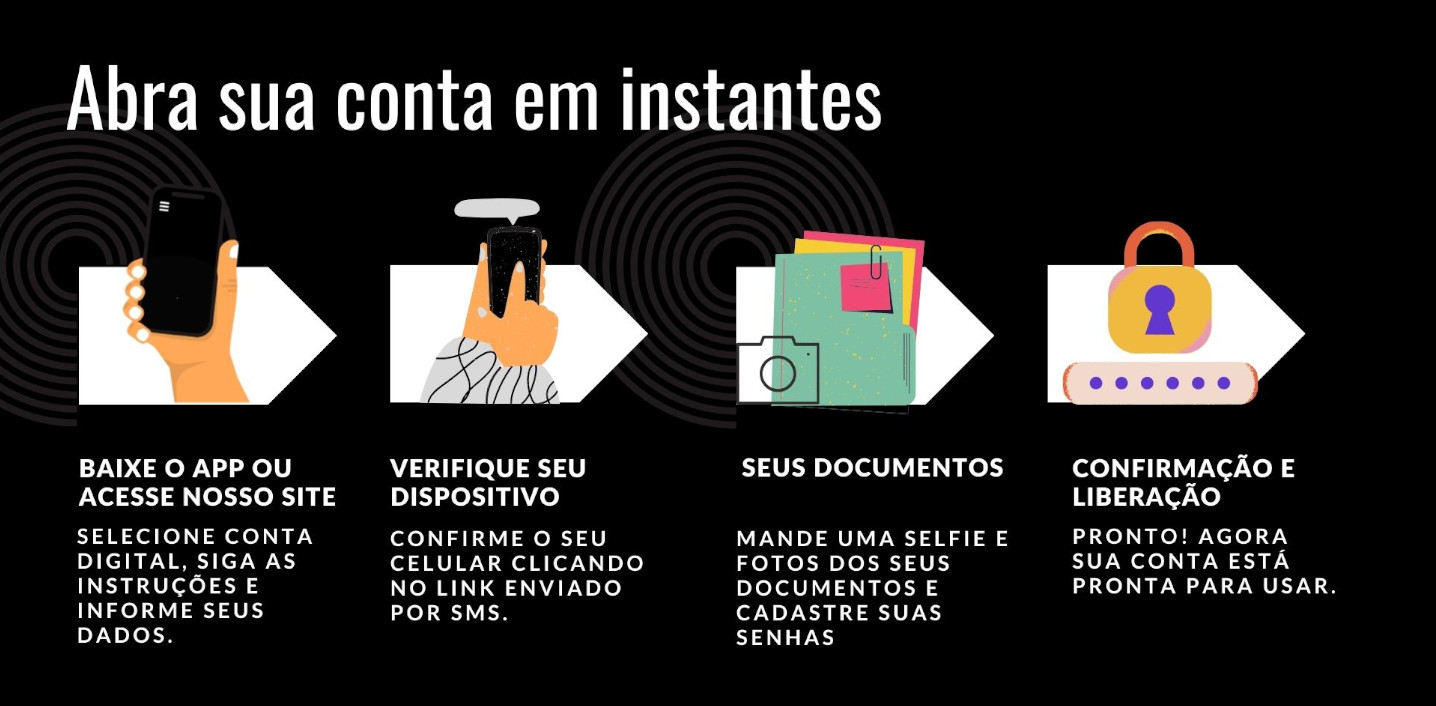 Abra sua conta em instantes
BAIXE O APP OU
ACESSE NOSSO SITE
SELECIONE CONTA
DIGITAL, SIGA AS
INSTRUÇÕES E
INFORME SEUS
DADOS.
VERIFIQUE SEU
DISPOSITIVO
CONFIRME O SEU
CELULAR CLICANDO
NO LINK ENVIADO
POR SMS.
SEUS DOCUMENTOS
MANDE UMA SELFIE E
FOTOS DOS SEUS
DOCUMENTOS E
CADASTRE SUAS
SENHAS
CONFIRMAÇÃO E
LIBERAÇÃO
PRONTO! AGORA
SUA CONTA ESTÁ
PRONTA PARA USAR.